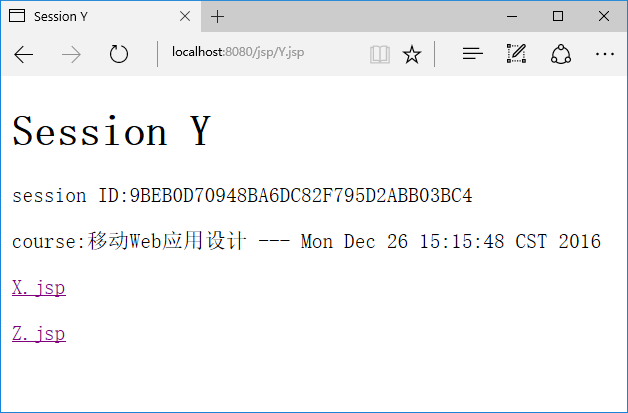 Session Y
localhost:8080/jsp/Y.jsp
Session Y
session ID:9BEB0D70948BA6DC82F795D2ABB03BC4
course:移动Web应用设计 --- Mon Dec 26 15:15:48 CST 2016
X.jsp
Z.jsp